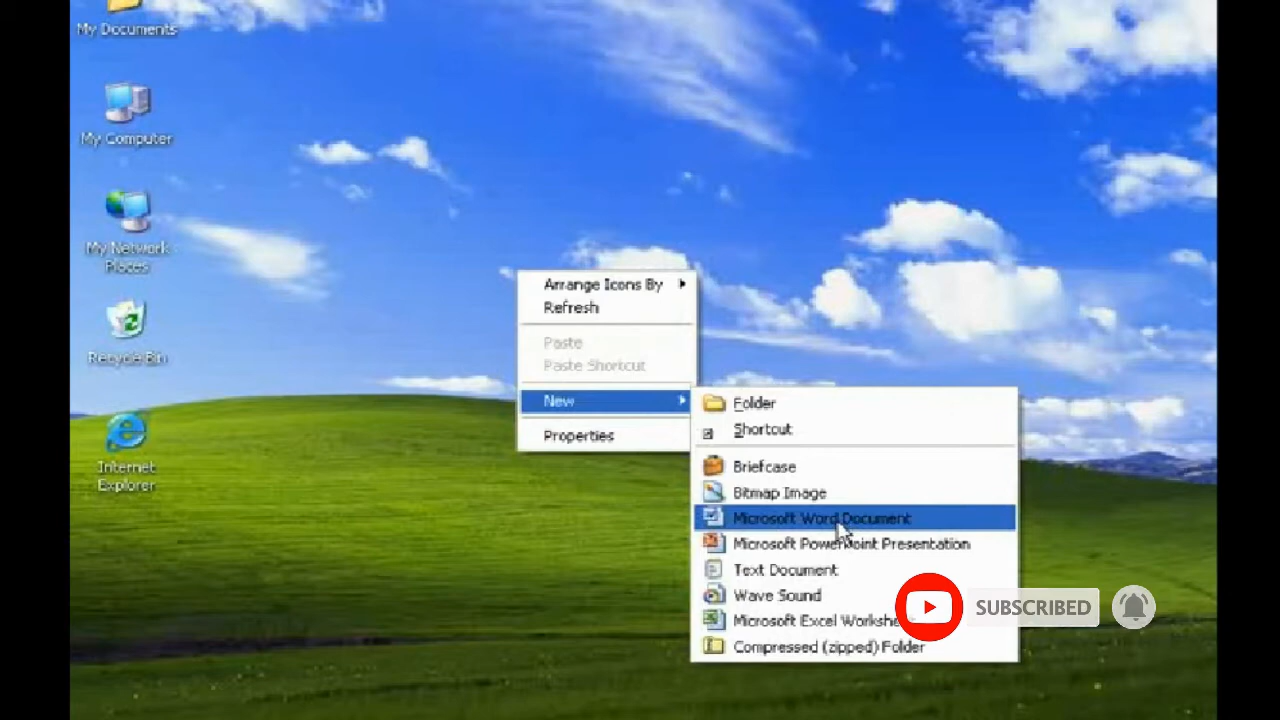 My Documents
My Computer
My Network
Places
Recycle Bin
Internet
Explorer
Arrange Icons By
Refresh
Paste
Paste Shortcut
New
Properties
Folder
Shortcut
Briefcase
Bitmap Image
Microsoft Word Document
Microsoft PowerPoint Presentation
Text Document
Wave Sound
Microsoft Excel Worksheet
Compressed (zipped) Folder
SUBSCRIBED